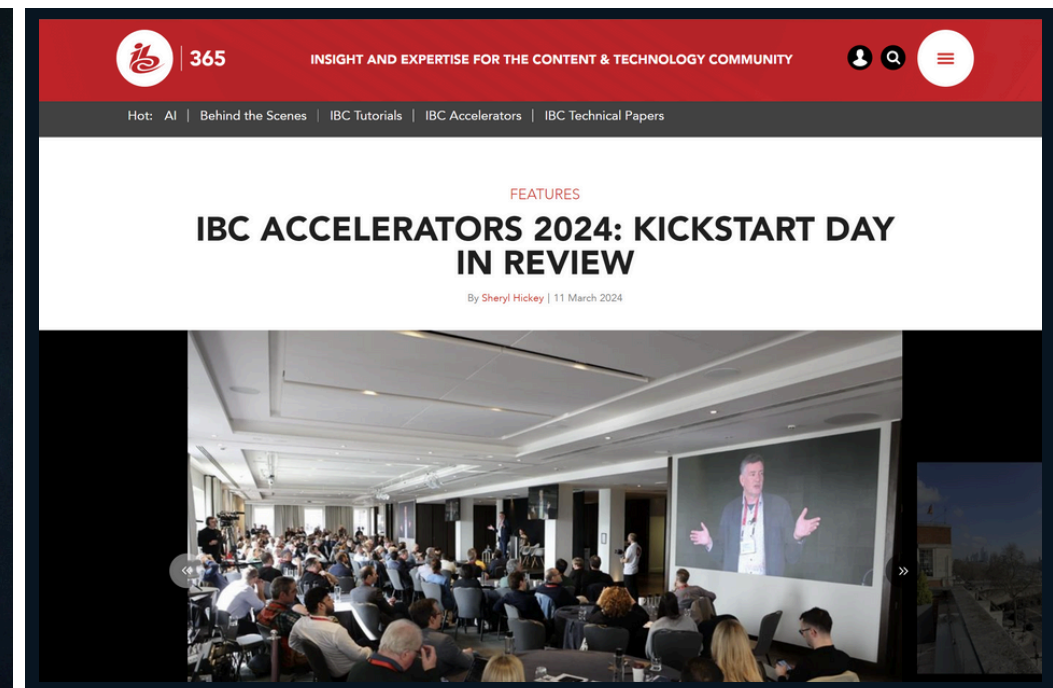 ibc
365
INSIGHT AND EXPERTISE FOR THE CONTENT & TECHNOLOGY COMMUNITY
Hot: AI | Behind the Scenes | IBC Tutorials | IBC Accelerators | IBC Technical Papers
FEATURES
IBC ACCELERATORS 2024: KICKSTART DAY
IN REVIEW
By Sheryl Hickey | 11 March 2024